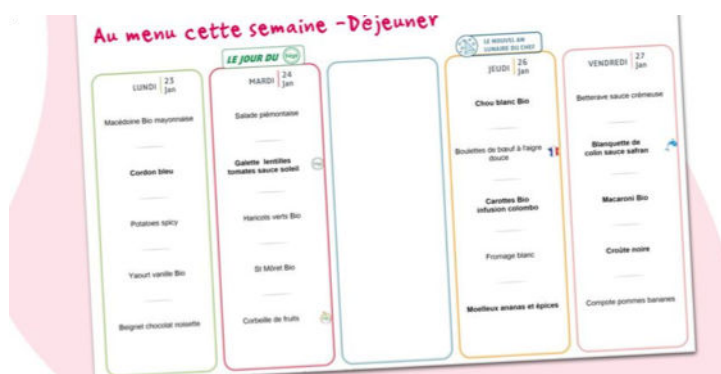 Au menu cette semaine -Déjeuner
LE JOUR DU
LE NOUVEL AN
LUNAIRE DU CHEF
LUNDI 23
Jan
Macédoine Bio mayonnaise
Cordon bleu
Potatoes spicy
Yaourt vanille Bio
Beignet chocolat noisette
MARDI 24
Jan
Salade piémontaise
Galette lentilles
tomates sauce soleil
Haricots verts Bio
St Môret Bio
Corbeille de fruits
JEUDI 26
Jan
Chou blanc Bio
Boulettes de bœuf à l'aigre
douce
Carottes Bio
infusion colombo
Fromage blanc
Moelleux ananas et épices
VENDREDI 27
Jan
Betterave sauce crémeuse
Blanquette de
colin sauce safran
Macaroni Bio
Croûte noire
Compote pommes bananes